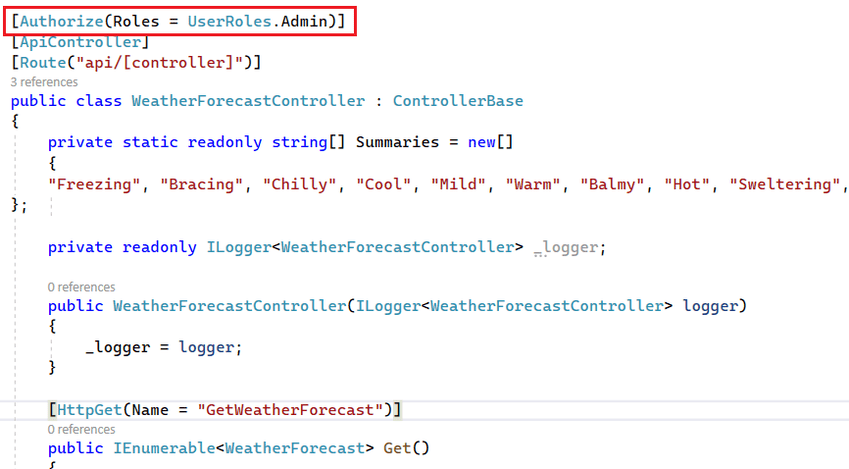 [Authorize(Roles = UserRoles.Admin)]
[ApiController]
[Route("api/[controller]")]
3 references
public class WeatherForecastController : ControllerBase
{
    private static readonly string[] Summaries = new[]
    {
    "Freezing", "Bracing", "Chilly", "Cool", "Mild", "Warm", "Balmy", "Hot", "Sweltering",
};
    private readonly ILogger<WeatherForecastController> _logger;
    0 references
    public WeatherForecastController(ILogger<WeatherForecastController> logger)
    {
        _logger = logger;
    }
    [HttpGet(Name = "GetWeatherForecast")]
    0 references
    public IEnumerable<WeatherForecast> Get()
    {